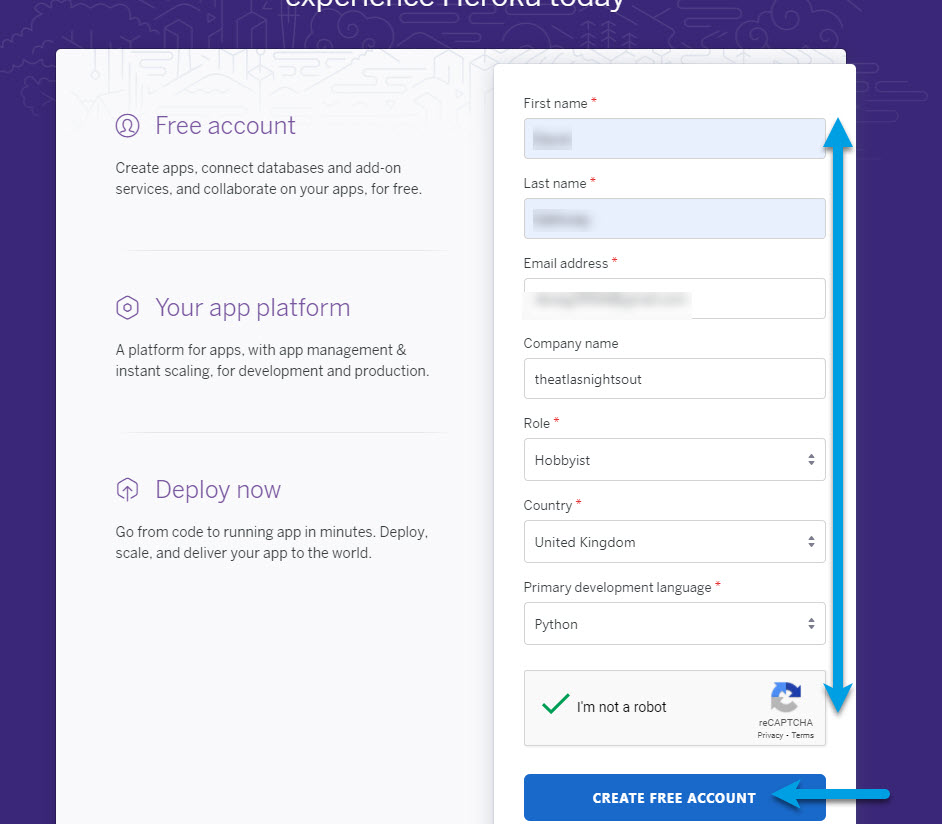 experience Heroku today
Free account
Create apps, connect databases and add-on
services, and collaborate on your apps, for free.
Your app platform
A platform for apps, with app management &
instant scaling, for development and production.
Deploy now
Go from code to running app in minutes. Deploy,
scale, and deliver your app to the world.
First name *
Last name *
Email address *
Company name
theatlasnightsout
Role *
Hobbyist
Country *
United Kingdom
Primary development language *
Python
I'm not a robot
reCAPTCHA
Privacy - Terms
CREATE FREE ACCOUNT